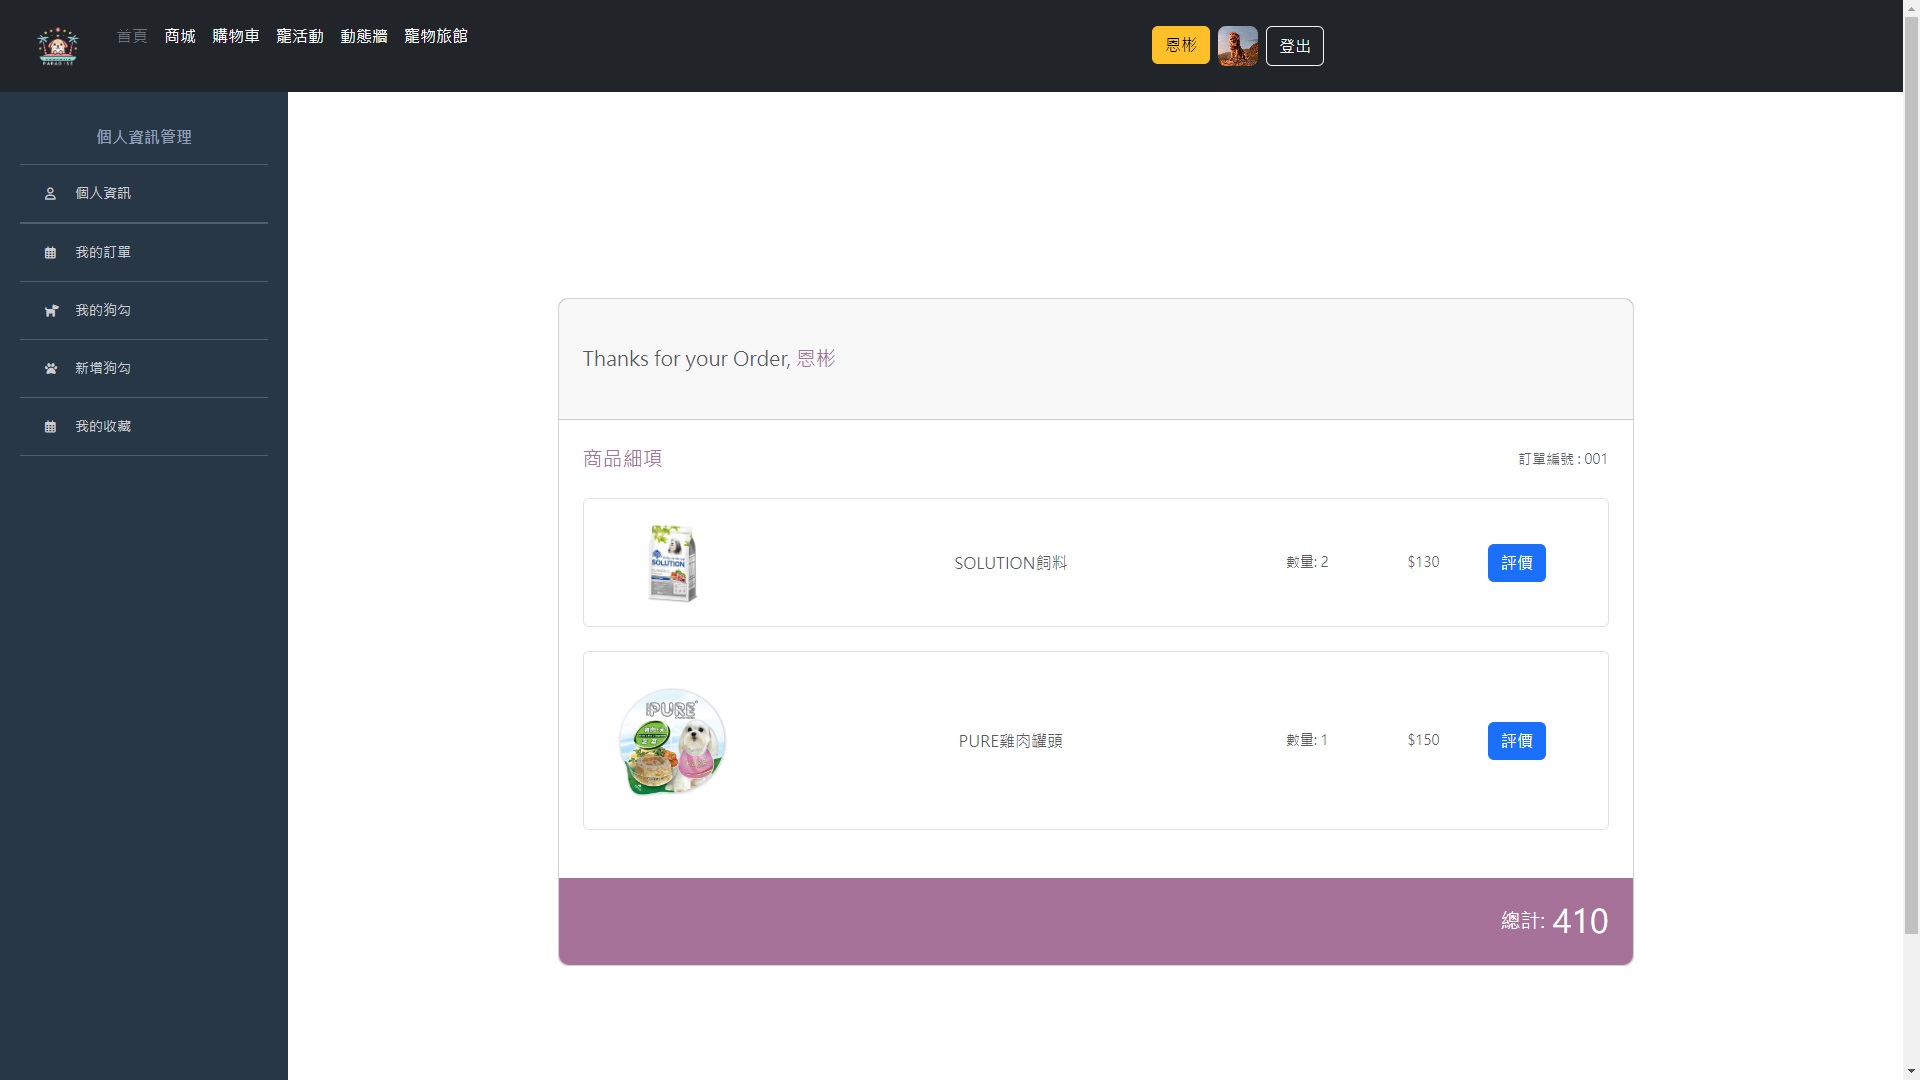 首頁 商城 購物車 寵活動 動態牆 寵物旅館
恩彬 登出
個人資訊管理
個人資訊
我的訂單
我的狗勾
新增狗勾
我的收藏
Thanks for your Order, 恩彬
商品細項
訂單編號 : 001
SOLUTION
SOLUTION飼料 數量: 2 $130 評價
PURE
PURE雞肉罐頭 數量: 1 $150 評價
總計: 410